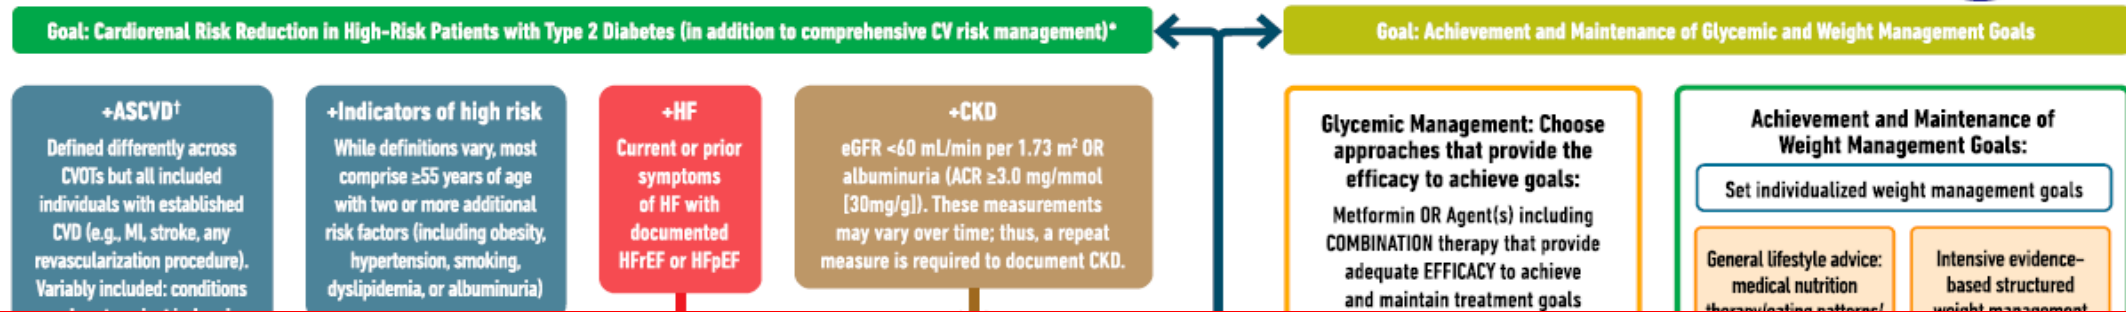 Goal: Cardiorenal Risk Reduction in High-Risk Patients with Type 2 Diabetes (in addition to comprehensive CV risk management)*
Goal: Achievement and Maintenance of Glycemic and Weight Management Goals
+ASCVD†
Defined differently across
CVOTs but all included
individuals with established
CVD (e.g., MI, stroke, any
revascularization procedure).
Variably included: conditions
+Indicators of high risk
While definitions vary, most
comprise ≥55 years of age
with two or more additional
risk factors (including obesity,
hypertension, smoking,
dyslipidemia, or albuminuria)
+HF
Current or prior
symptoms
of HF with
documented
HFrEF or HFpEF
+CKD
eGFR <60 mL/min per 1.73 m² OR
albuminuria (ACR ≥3.0 mg/mmol
[30mg/g]). These measurements
may vary over time; thus, a repeat
measure is required to document CKD.
Glycemic Management: Choose
approaches that provide the
efficacy to achieve goals:
Metformin OR Agent(s) including
COMBINATION therapy that provide
adequate EFFICACY to achieve
and maintain treatment goals
Achievement and Maintenance of
Weight Management Goals:
Set individualized weight management goals
General lifestyle advice:
medical nutrition
therapy/eating patterns/
Intensive evidence-
based structured
weight management